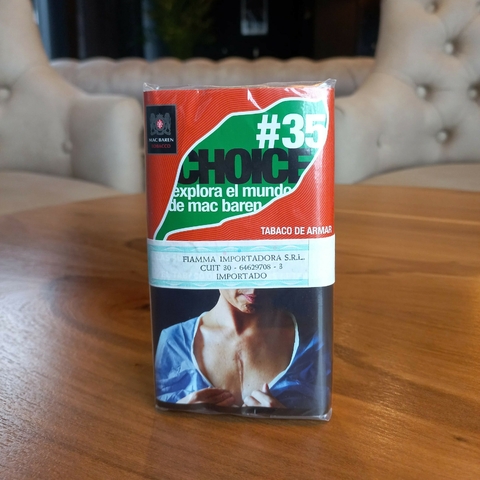 #35
CHOICE
explora el mundo
de mac baren
MAC BAREN
TOBACCO
TABACO DE ARMAR
FIAMMA IMPORTADORA S.R.L.
CUIT 30 - 64629708 - 3
IMPORTADO